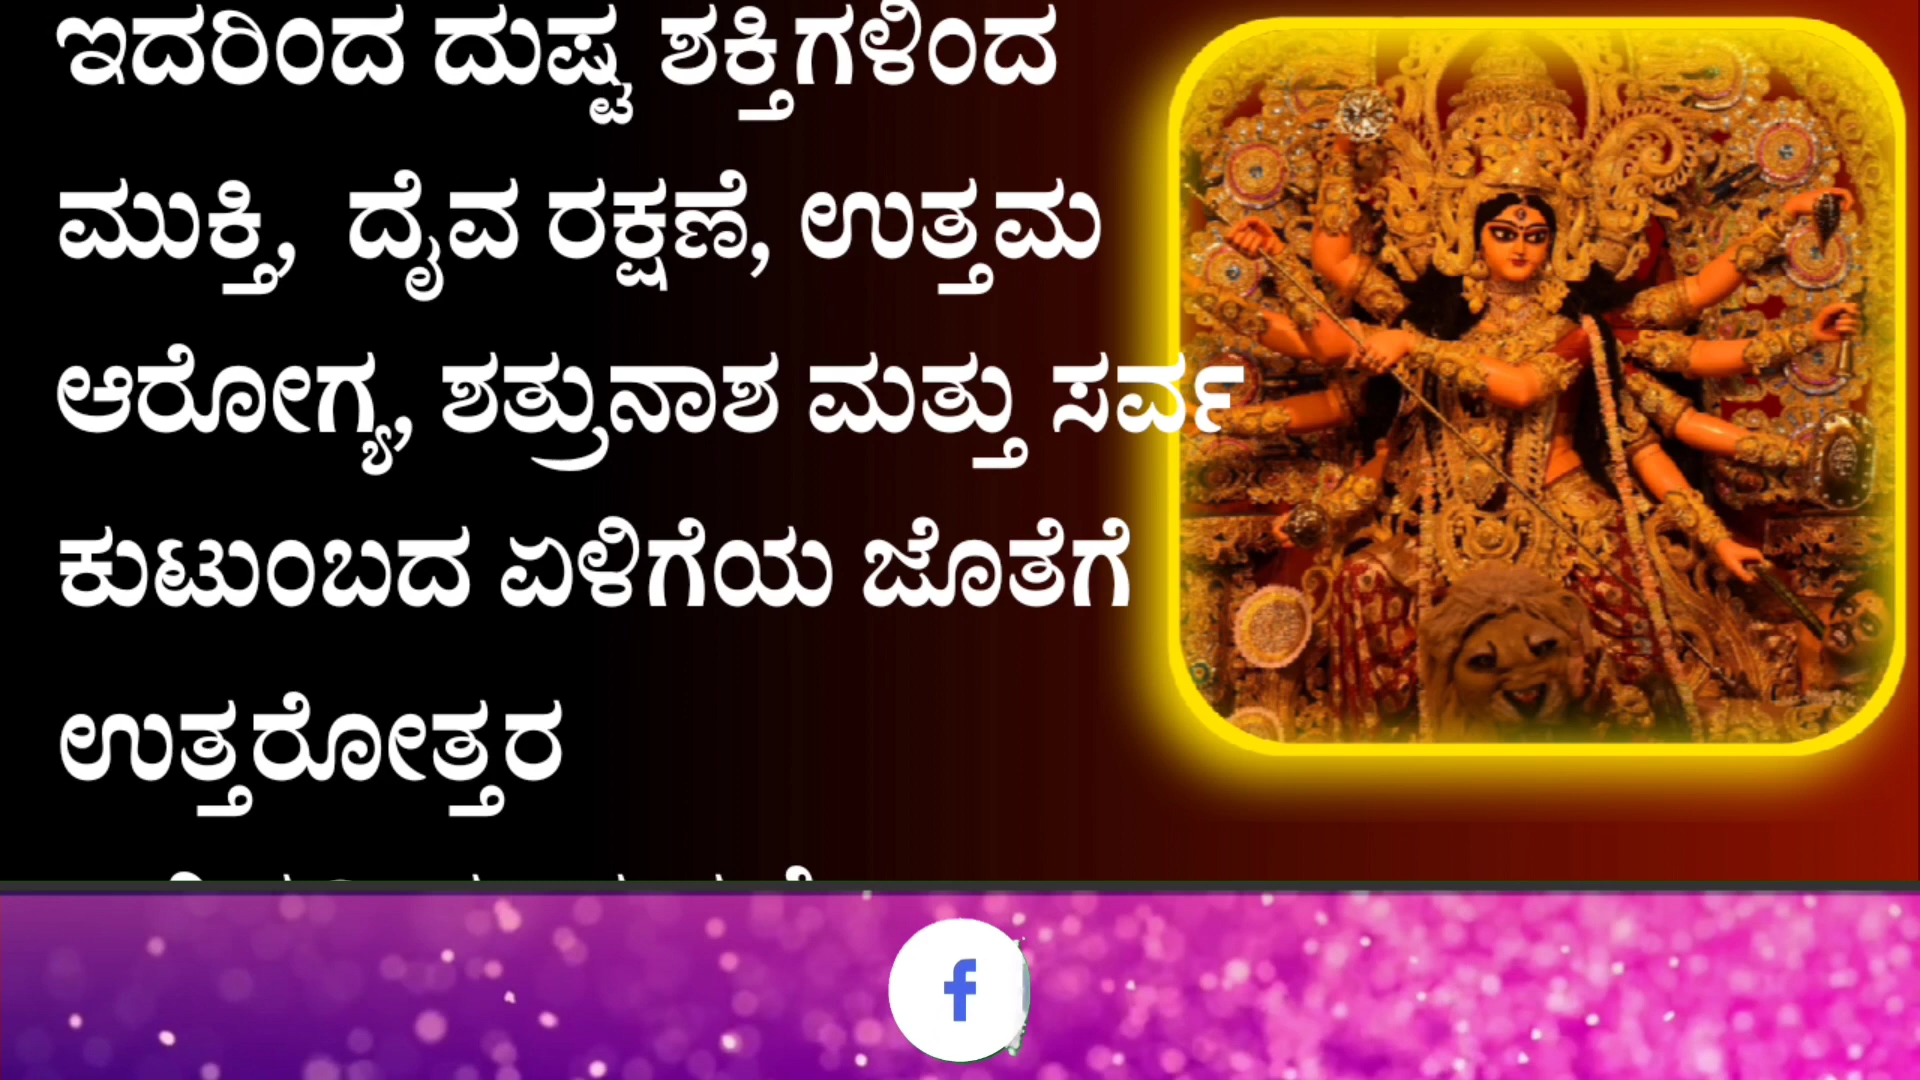 ಇದರಿಂದ ದುಷ್ಟ ಶಕ್ತಿಗಳಿಂದ
ಮುಕ್ತಿ, ದೈವ ರಕ್ಷಣೆ, ಉತ್ತಮ
ಆರೋಗ್ಯ, ಶತ್ರುನಾಶ ಮತ್ತು ಸರ್ವ
ಕುಟುಂಬದ ಏಳಿಗೆಯ ಜೊತೆಗೆ
ಉತ್ತರೋತ್ತರ